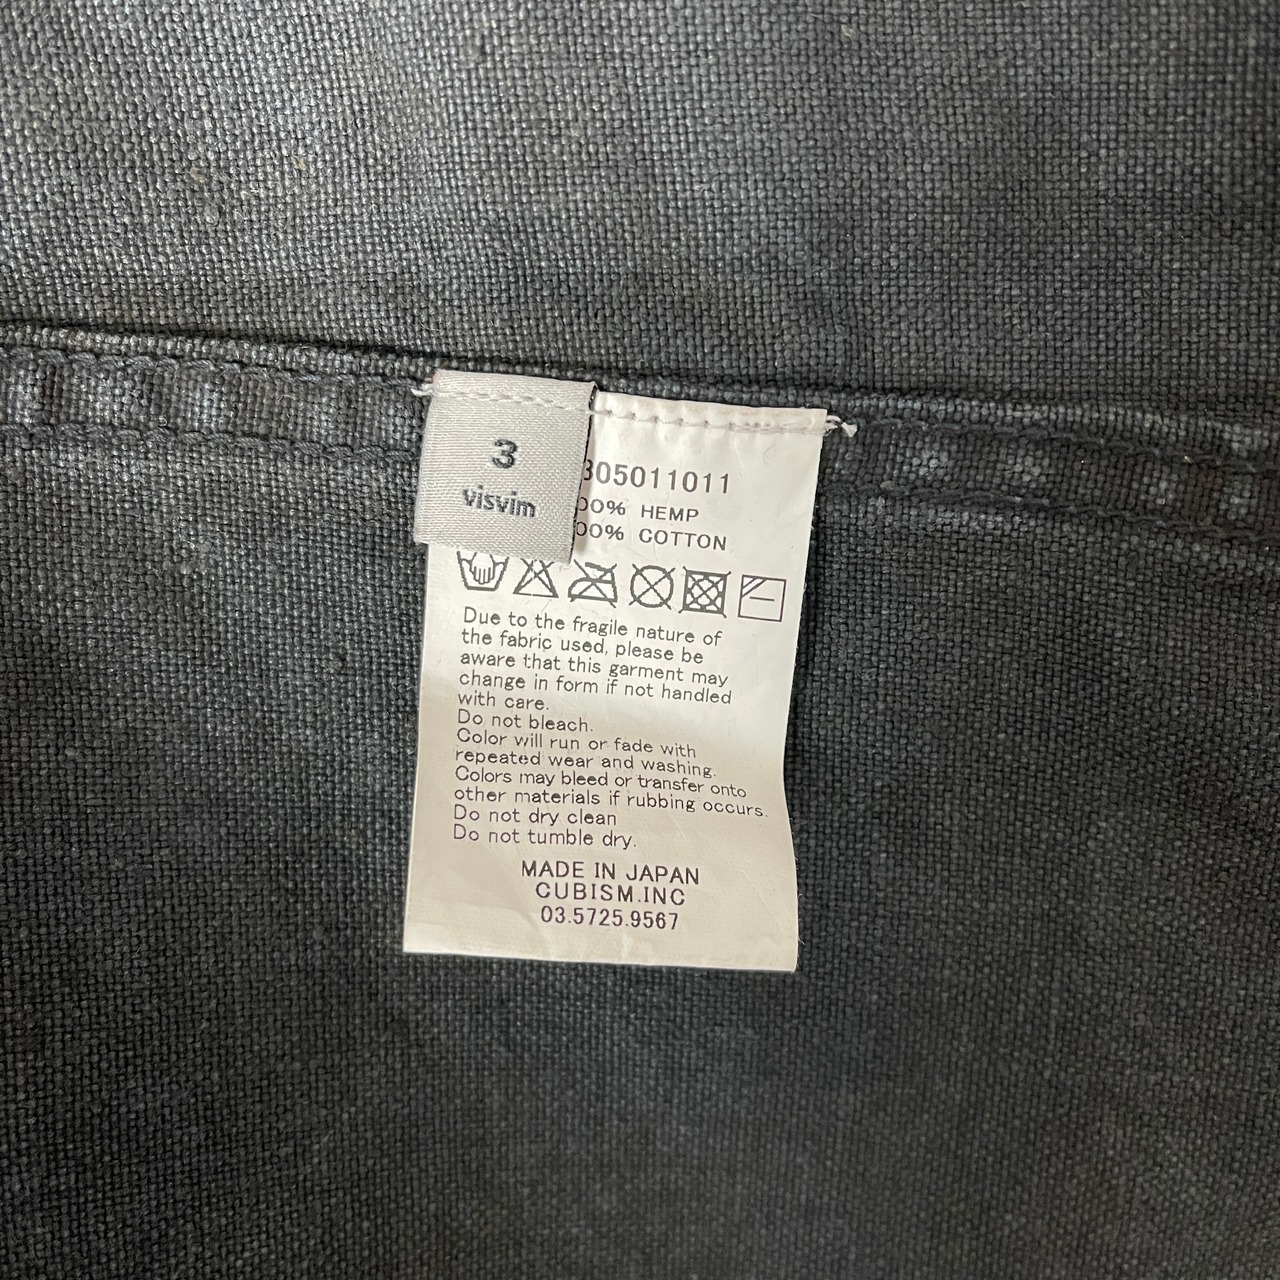 3
visvim
305011011
00% HEMP
00% COTTON
Due to the fragile nature of
the fabric used, please be
aware that this garment may
change in form if not handled
with care.
Do not bleach.
Color will run or fade with
repeated wear and washing.
Colors may bleed or transfer onto
other materials if rubbing occurs.
Do not dry clean
Do not tumble dry.
MADE IN JAPAN
CUBISM.INC
03.5725.9567